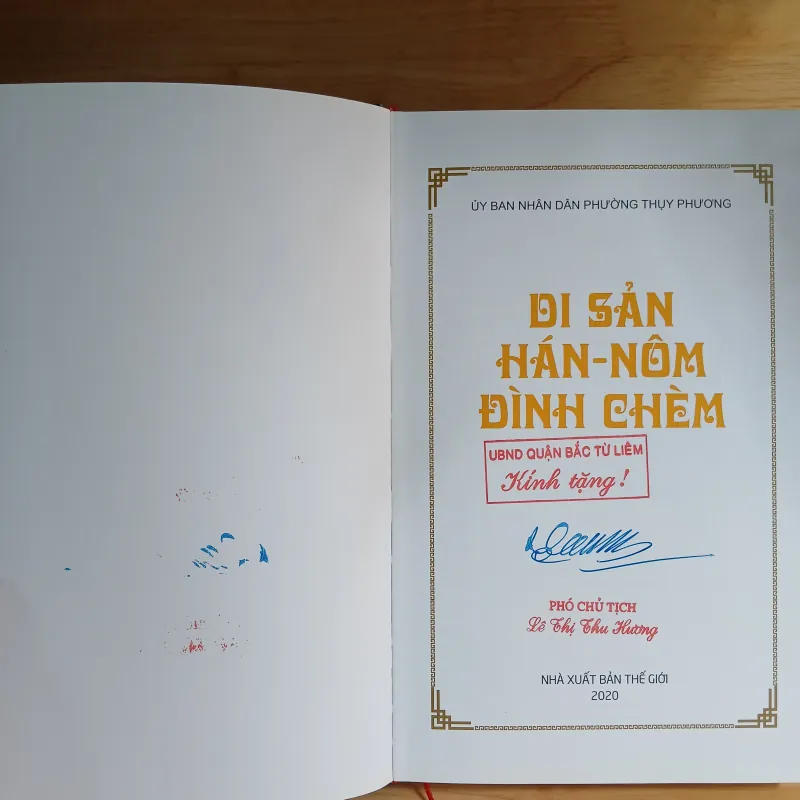 ỦY BAN NHÂN DÂN PHƯỜNG THỤY PHƯƠNG
DI SẢN
HÁN-NÔM
ĐÌNH CHÈM
UBND QUẬN BẮC TỪ LIÊM
Kính tặng!
PHÓ CHỦ TỊCH
Lê Thị Thu Hương
NHÀ XUẤT BẢN THẾ GIỚI
2020